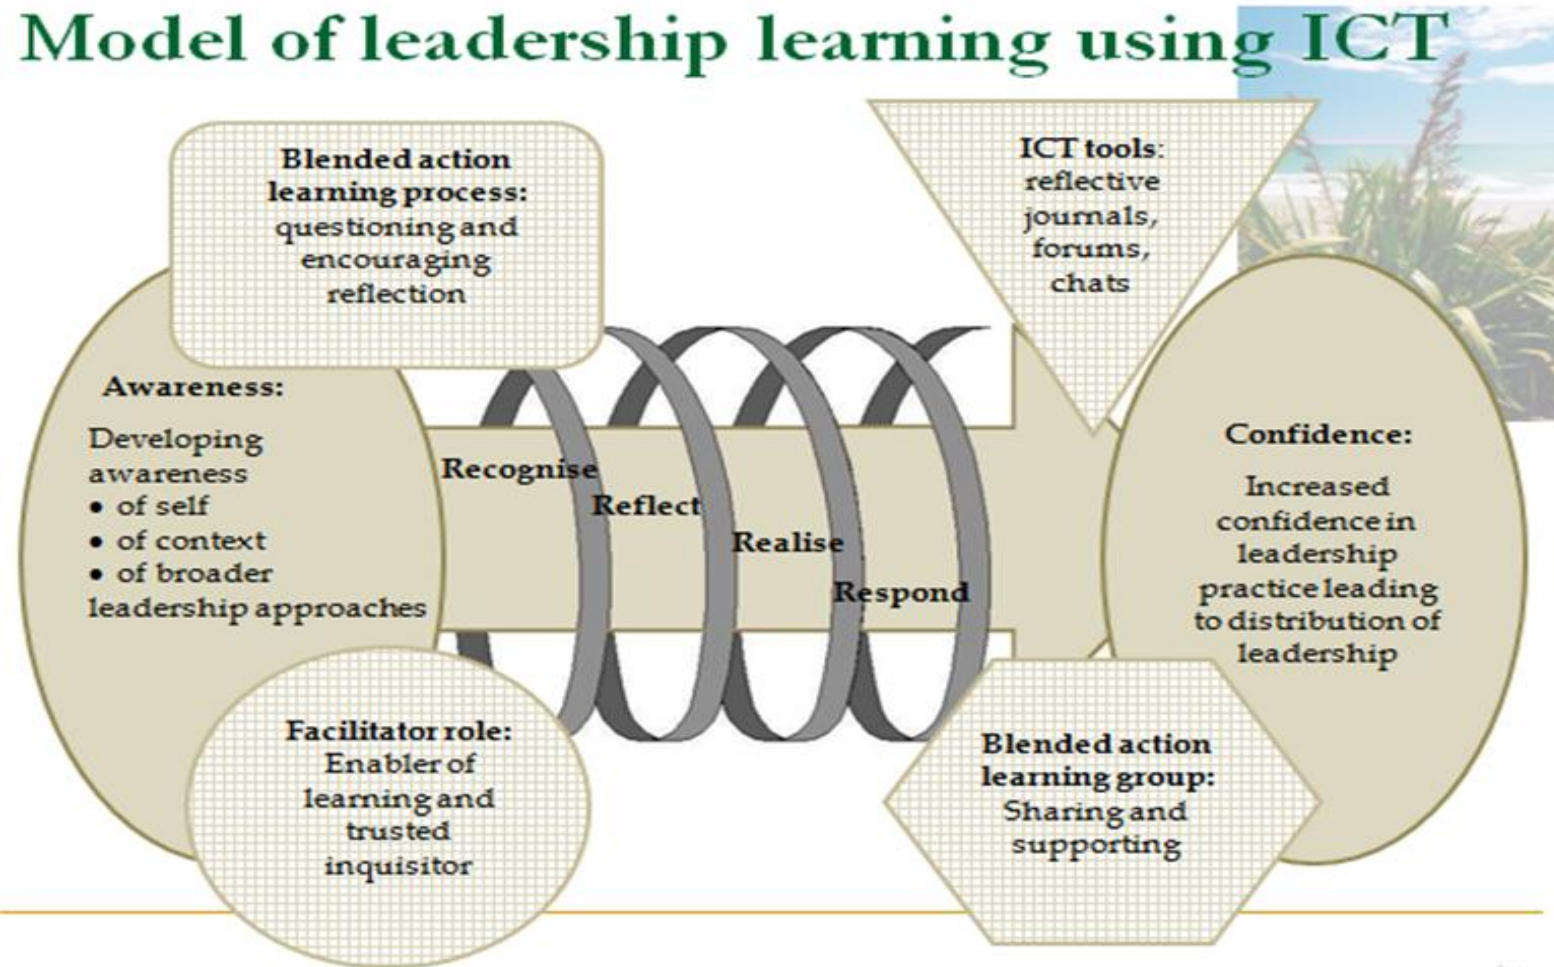 Model of leadership learning using ICT
Blended action
learning process:
questioning and
encouraging
reflection
ICT tools:
reflective
journals,
forums,
chats
Awareness:
Developing
awareness
• of self
• of context
• of broader
leadership approaches
Recognise
Reflect
Realise
Respond
Confidence:
Increased
confidence in
leadership
practice leading
to distribution of
leadership
Facilitator role:
Enabler of
learning and
trusted
inquisitor
Blended action
learning group:
Sharing and
supporting